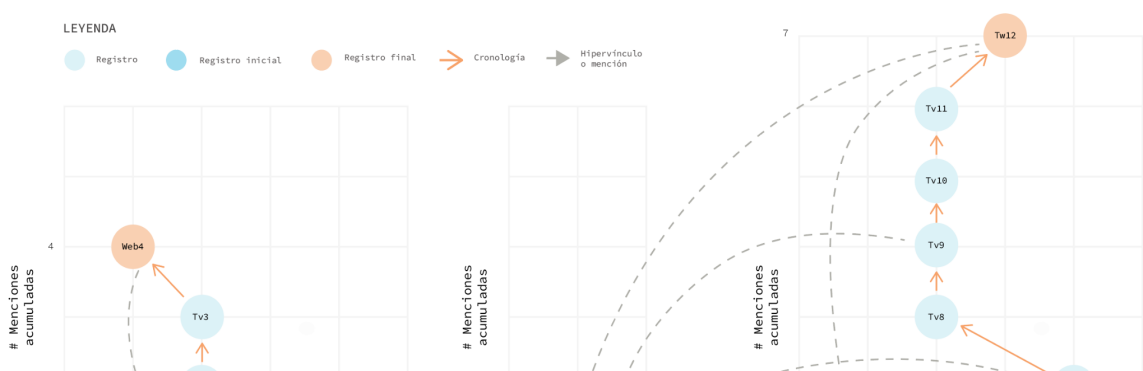 LEYENDA
Registro
Registro inicial
Registro final
Cronología
Hipervínculo
o mención
7
Tw12
Tv11
Tv10
4
Web4
Tv9
# Menciones
acumuladas
# Menciones
acumuladas
# Menciones
acumuladas
Tv3
Tv8